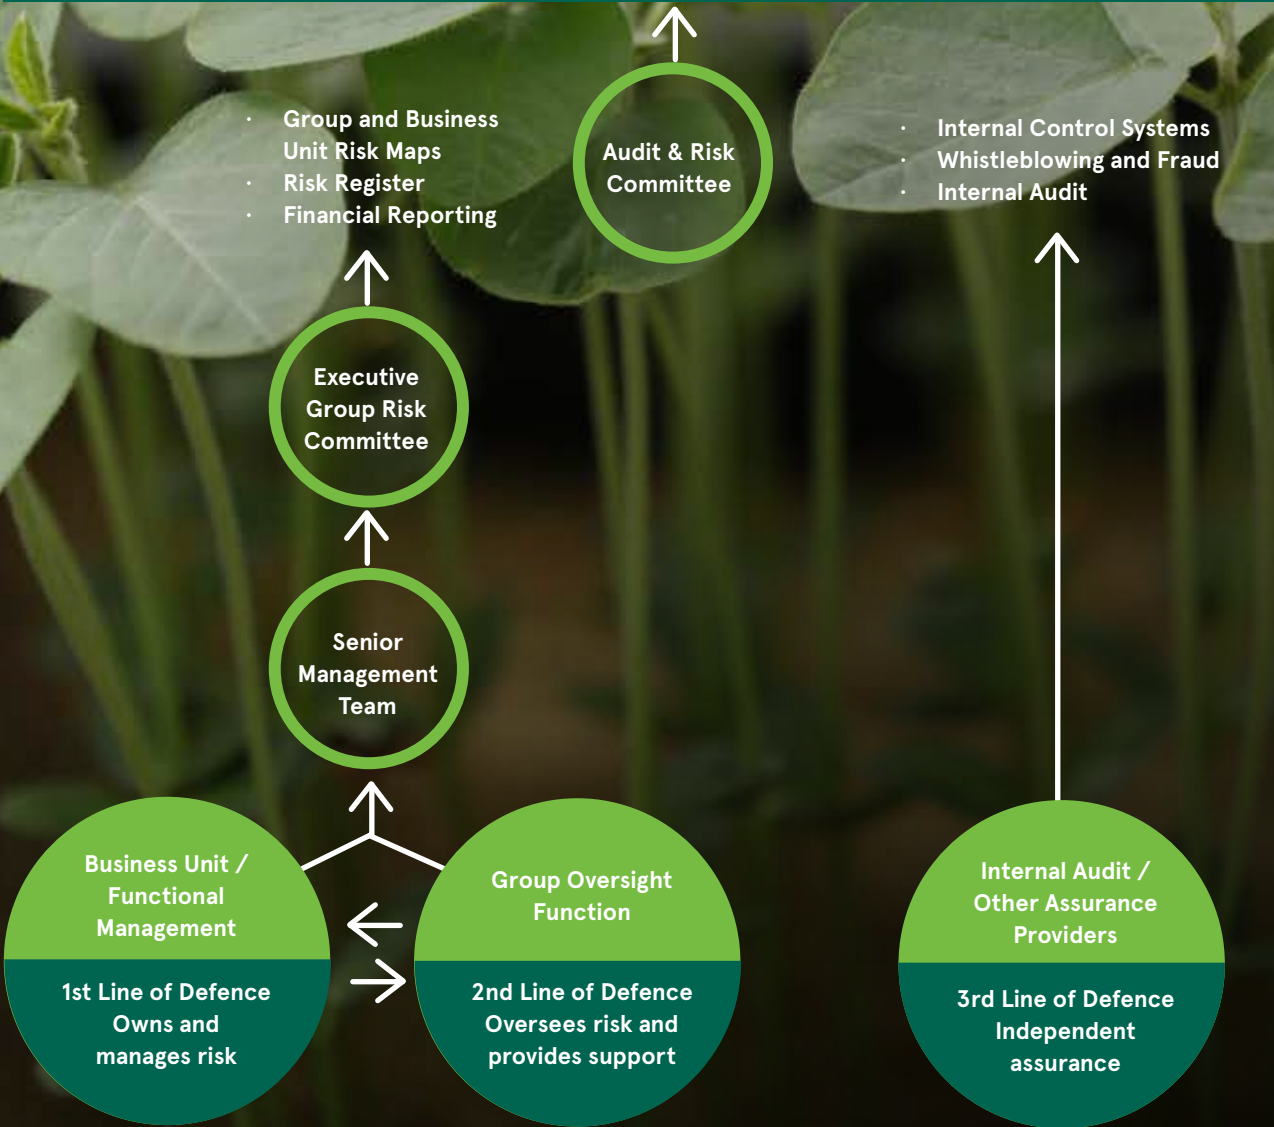 · Group and Business
Unit Risk Maps
· Risk Register
· Financial Reporting
Audit & Risk
Committee
· Internal Control Systems
· Whistleblowing and Fraud
· Internal Audit
Executive
Group Risk
Committee
Senior
Management
Team
Business Unit /
Functional
Management
1st Line of Defence
Owns and
manages risk
Group Oversight
Function
2nd Line of Defence
Oversees risk and
provides support
Internal Audit /
Other Assurance
Providers
3rd Line of Defence
Independent
assurance